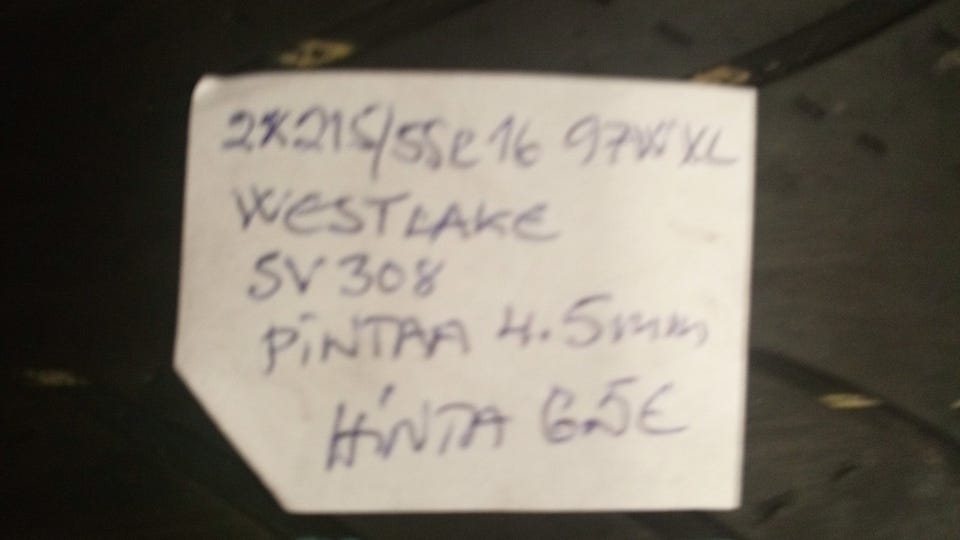 2X215/55R16 97W XL
WESTLAKE
SV308
PINTAA 4.5mm
HINTA 65€